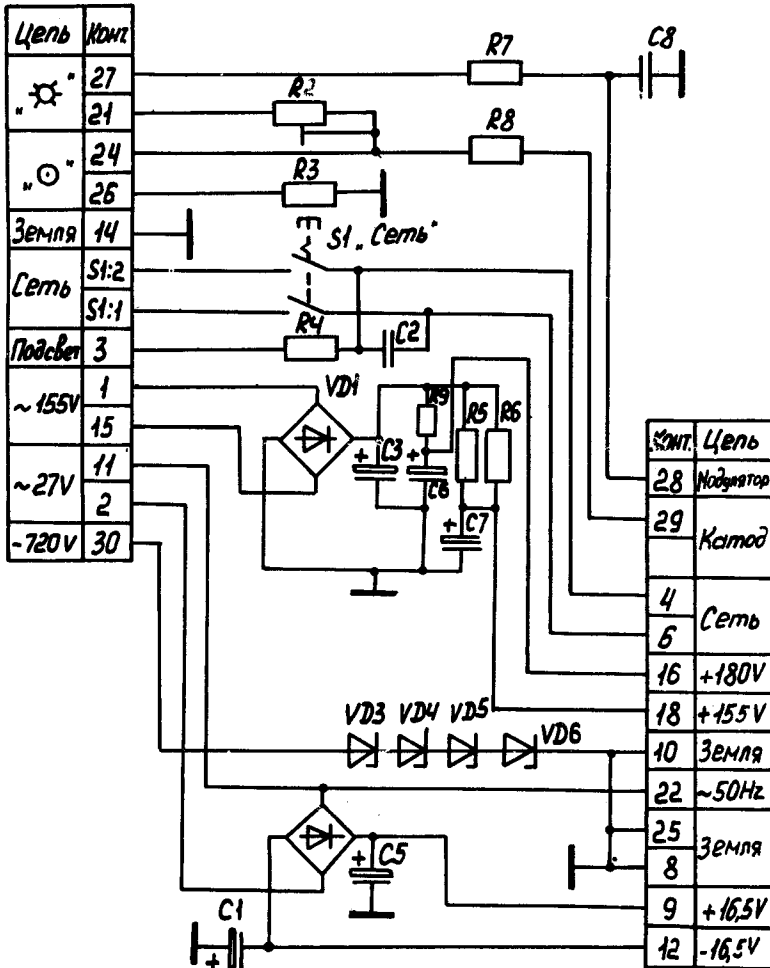 Цепь Конт.
27
21
24
26
Земля 14
Сеть S1:2
S1:1
Подсвет 3
~155V 1
15
~27V 11
2
-720V 30
R7
C8
R2
R8
R3
S1 „Сеть"
R4
C2
VD1
R9
R5
R6
+
C3
+
C6
+
C7
VD3
VD4
VD5
VD6
+
C5
C1
+
Конт. Цепь
28 Модулятор
29 Катод
4 Сеть
6
16 +180V
18 +155V
10 Земля
22 ~50Hz
25 Земля
8
9 +16,5V
12 -16,5V